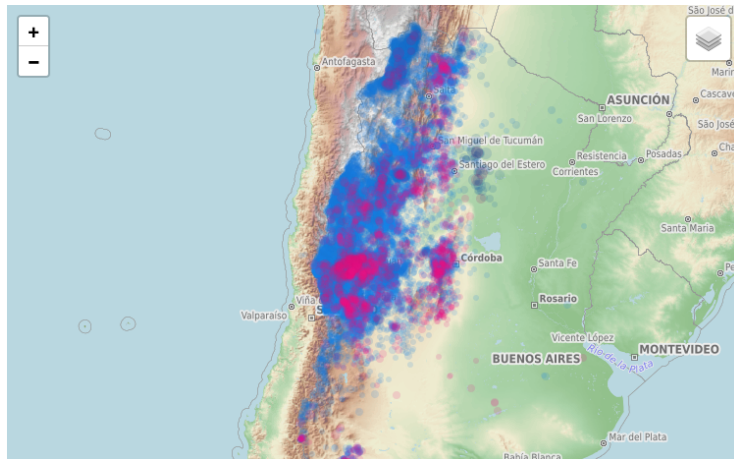 +
−
São José d
Antofagasta
Marin
Cascave
ASUNCIÓN
San Lorenzo
São José
San Miguel de Tucumán
Resistencia
Posadas
Santiago del Estero
Corrientes
Santa Maria
Córdoba
Santa Fe
Pe
Viña
Rosario
Valparaíso
S
Vicente López
MONTEVIDEO
BUENOS AIRES
Río de la Plata
Mar del Plata
Bahía Blanca